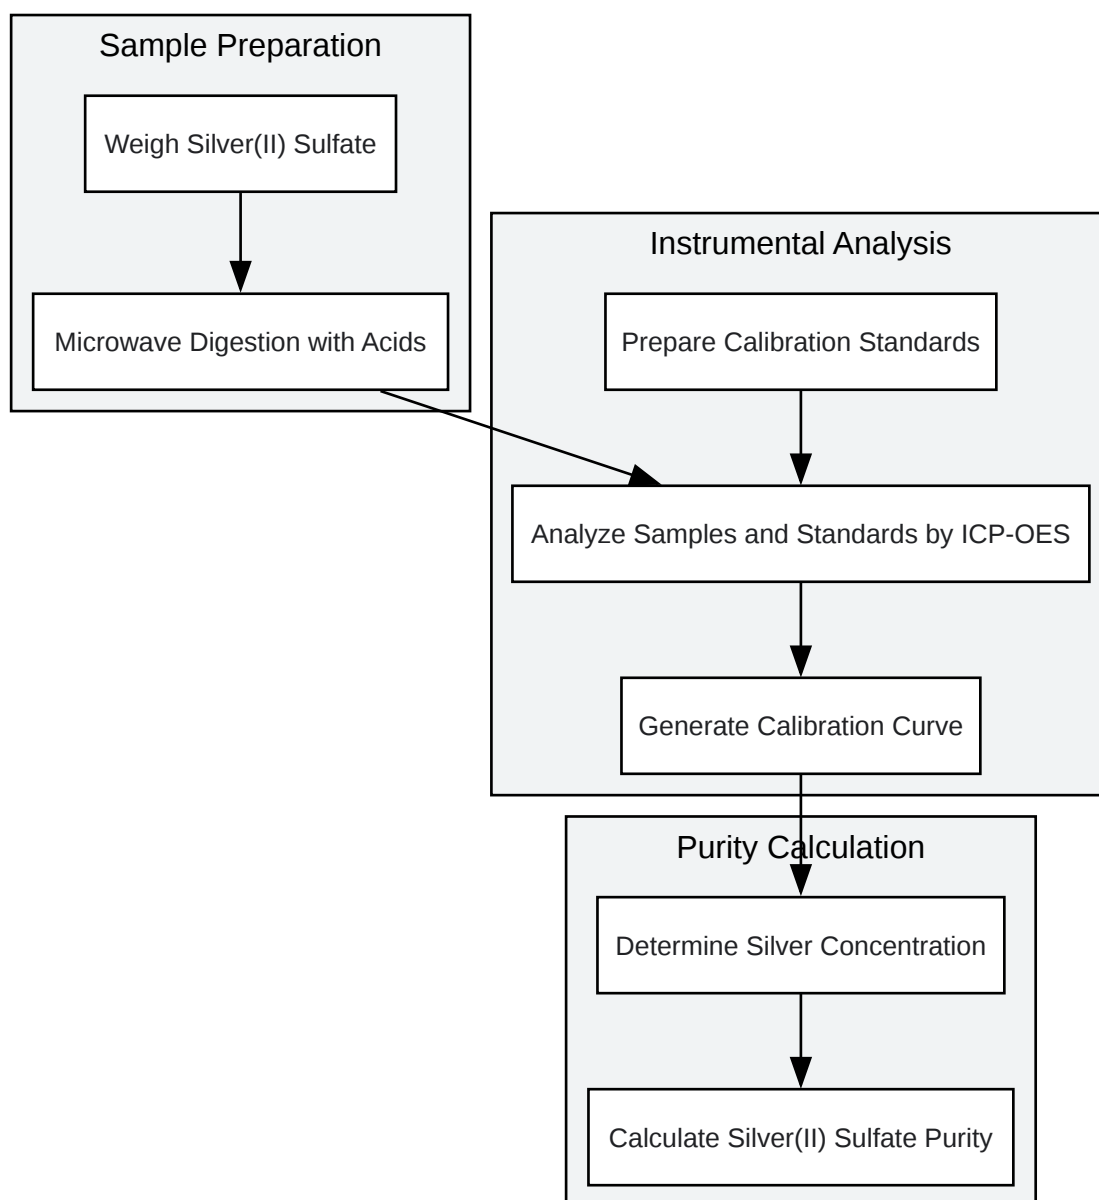 Sample Preparation
Weigh Silver(II) Sulfate
Microwave Digestion with Acids
Instrumental Analysis
Prepare Calibration Standards
Analyze Samples and Standards by ICP-OES
Generate Calibration Curve
Purity Calculation
Determine Silver Concentration
Calculate Silver(II) Sulfate Purity